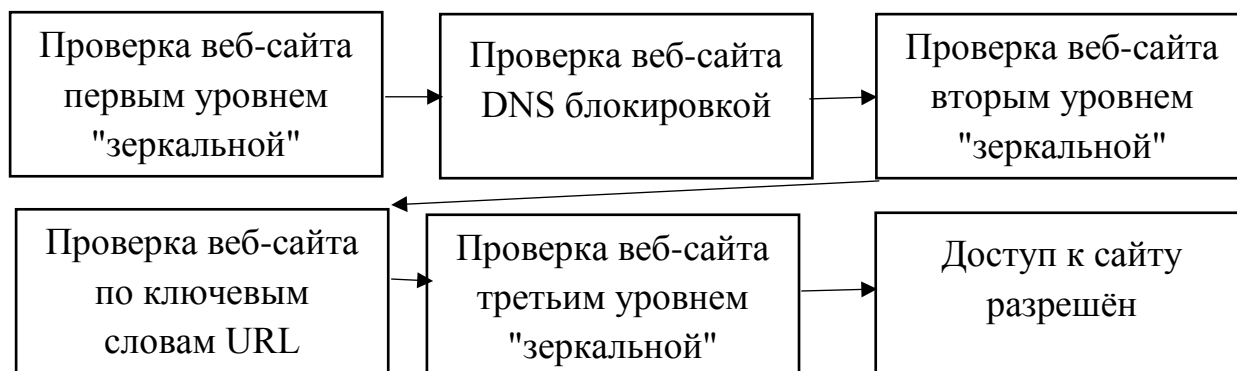 Проверка веб-сайта
первым уровнем
"зеркальной"
Проверка веб-сайта
DNS блокировкой
Проверка веб-сайта
вторым уровнем
"зеркальной"
Проверка веб-сайта
по ключевым
словам URL
Проверка веб-сайта
третьим уровнем
"зеркальной"
Доступ к сайту
разрешён